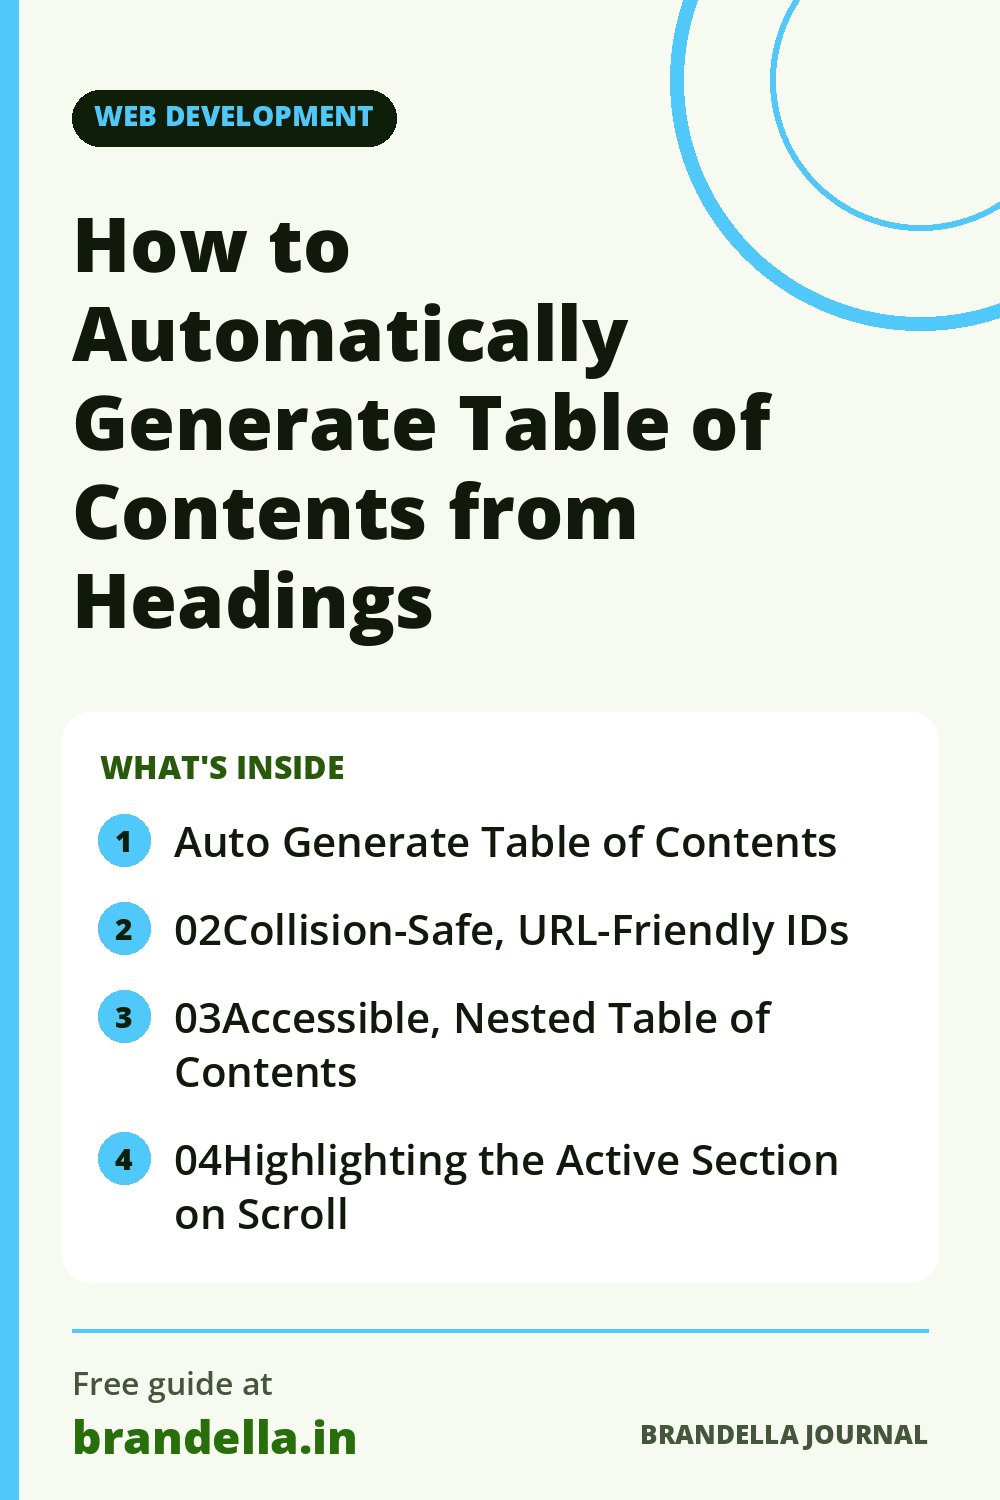 WEB DEVELOPMENT
How to
Automatically
Generate Table of
Contents from
Headings
WHAT'S INSIDE
1 Auto Generate Table of Contents
2 02Collision-Safe, URL-Friendly IDs
3 03Accessible, Nested Table of
Contents
4 04Highlighting the Active Section
on Scroll
Free guide at
brandella.in
BRANDELLA JOURNAL